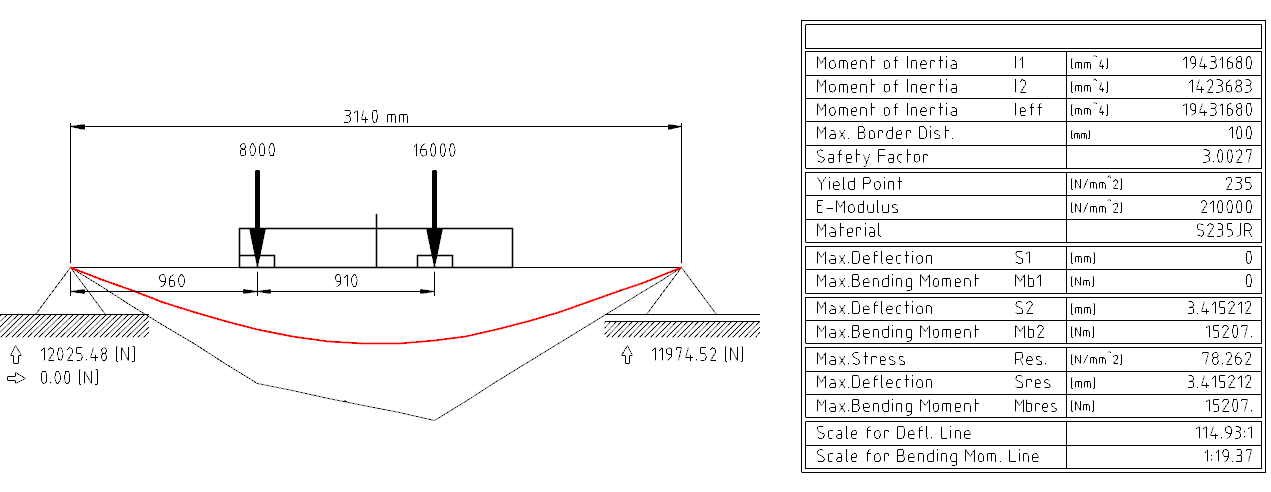 3140 mm
8000 16000
960 910
12025.48 [N]
0.00 [N]
11974.52 [N]
Moment of Inertia I1 [mm^4] 19431680
Moment of Inertia I2 [mm^4] 1423683
Moment of Inertia Ieff [mm^4] 19431680
Max. Border Dist. [mm] 100
Safety Factor 3.0027
Yield Point [N/mm^2] 235
E-Modulus [N/mm^2] 210000
Material S235JR
Max.Deflection S1 [mm] 0
Max.Bending Moment Mb1 [Nm] 0
Max.Deflection S2 [mm] 3.415212
Max.Bending Moment Mb2 [Nm] 15207.
Max.Stress Res. [N/mm^2] 78.262
Max.Deflection Sres [mm] 3.415212
Max.Bending Moment Mbres [Nm] 15207.
Scale for Defl. Line 114.93:1
Scale for Bending Mom. Line 1:19.37